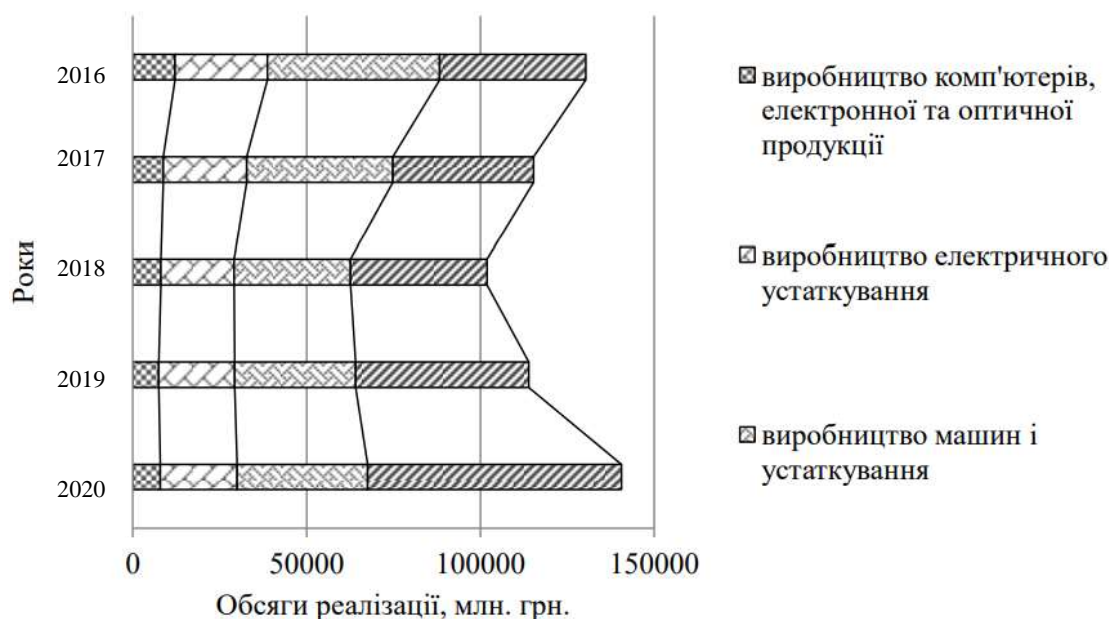 2016
2017
2018
2019
2020
Роки
0 50000 100000 150000
Обсяги реалізації, млн. грн.
виробництво комп'ютерів,
електронної та оптичної
продукції
виробництво електричного
устаткування
виробництво машин і
устаткування